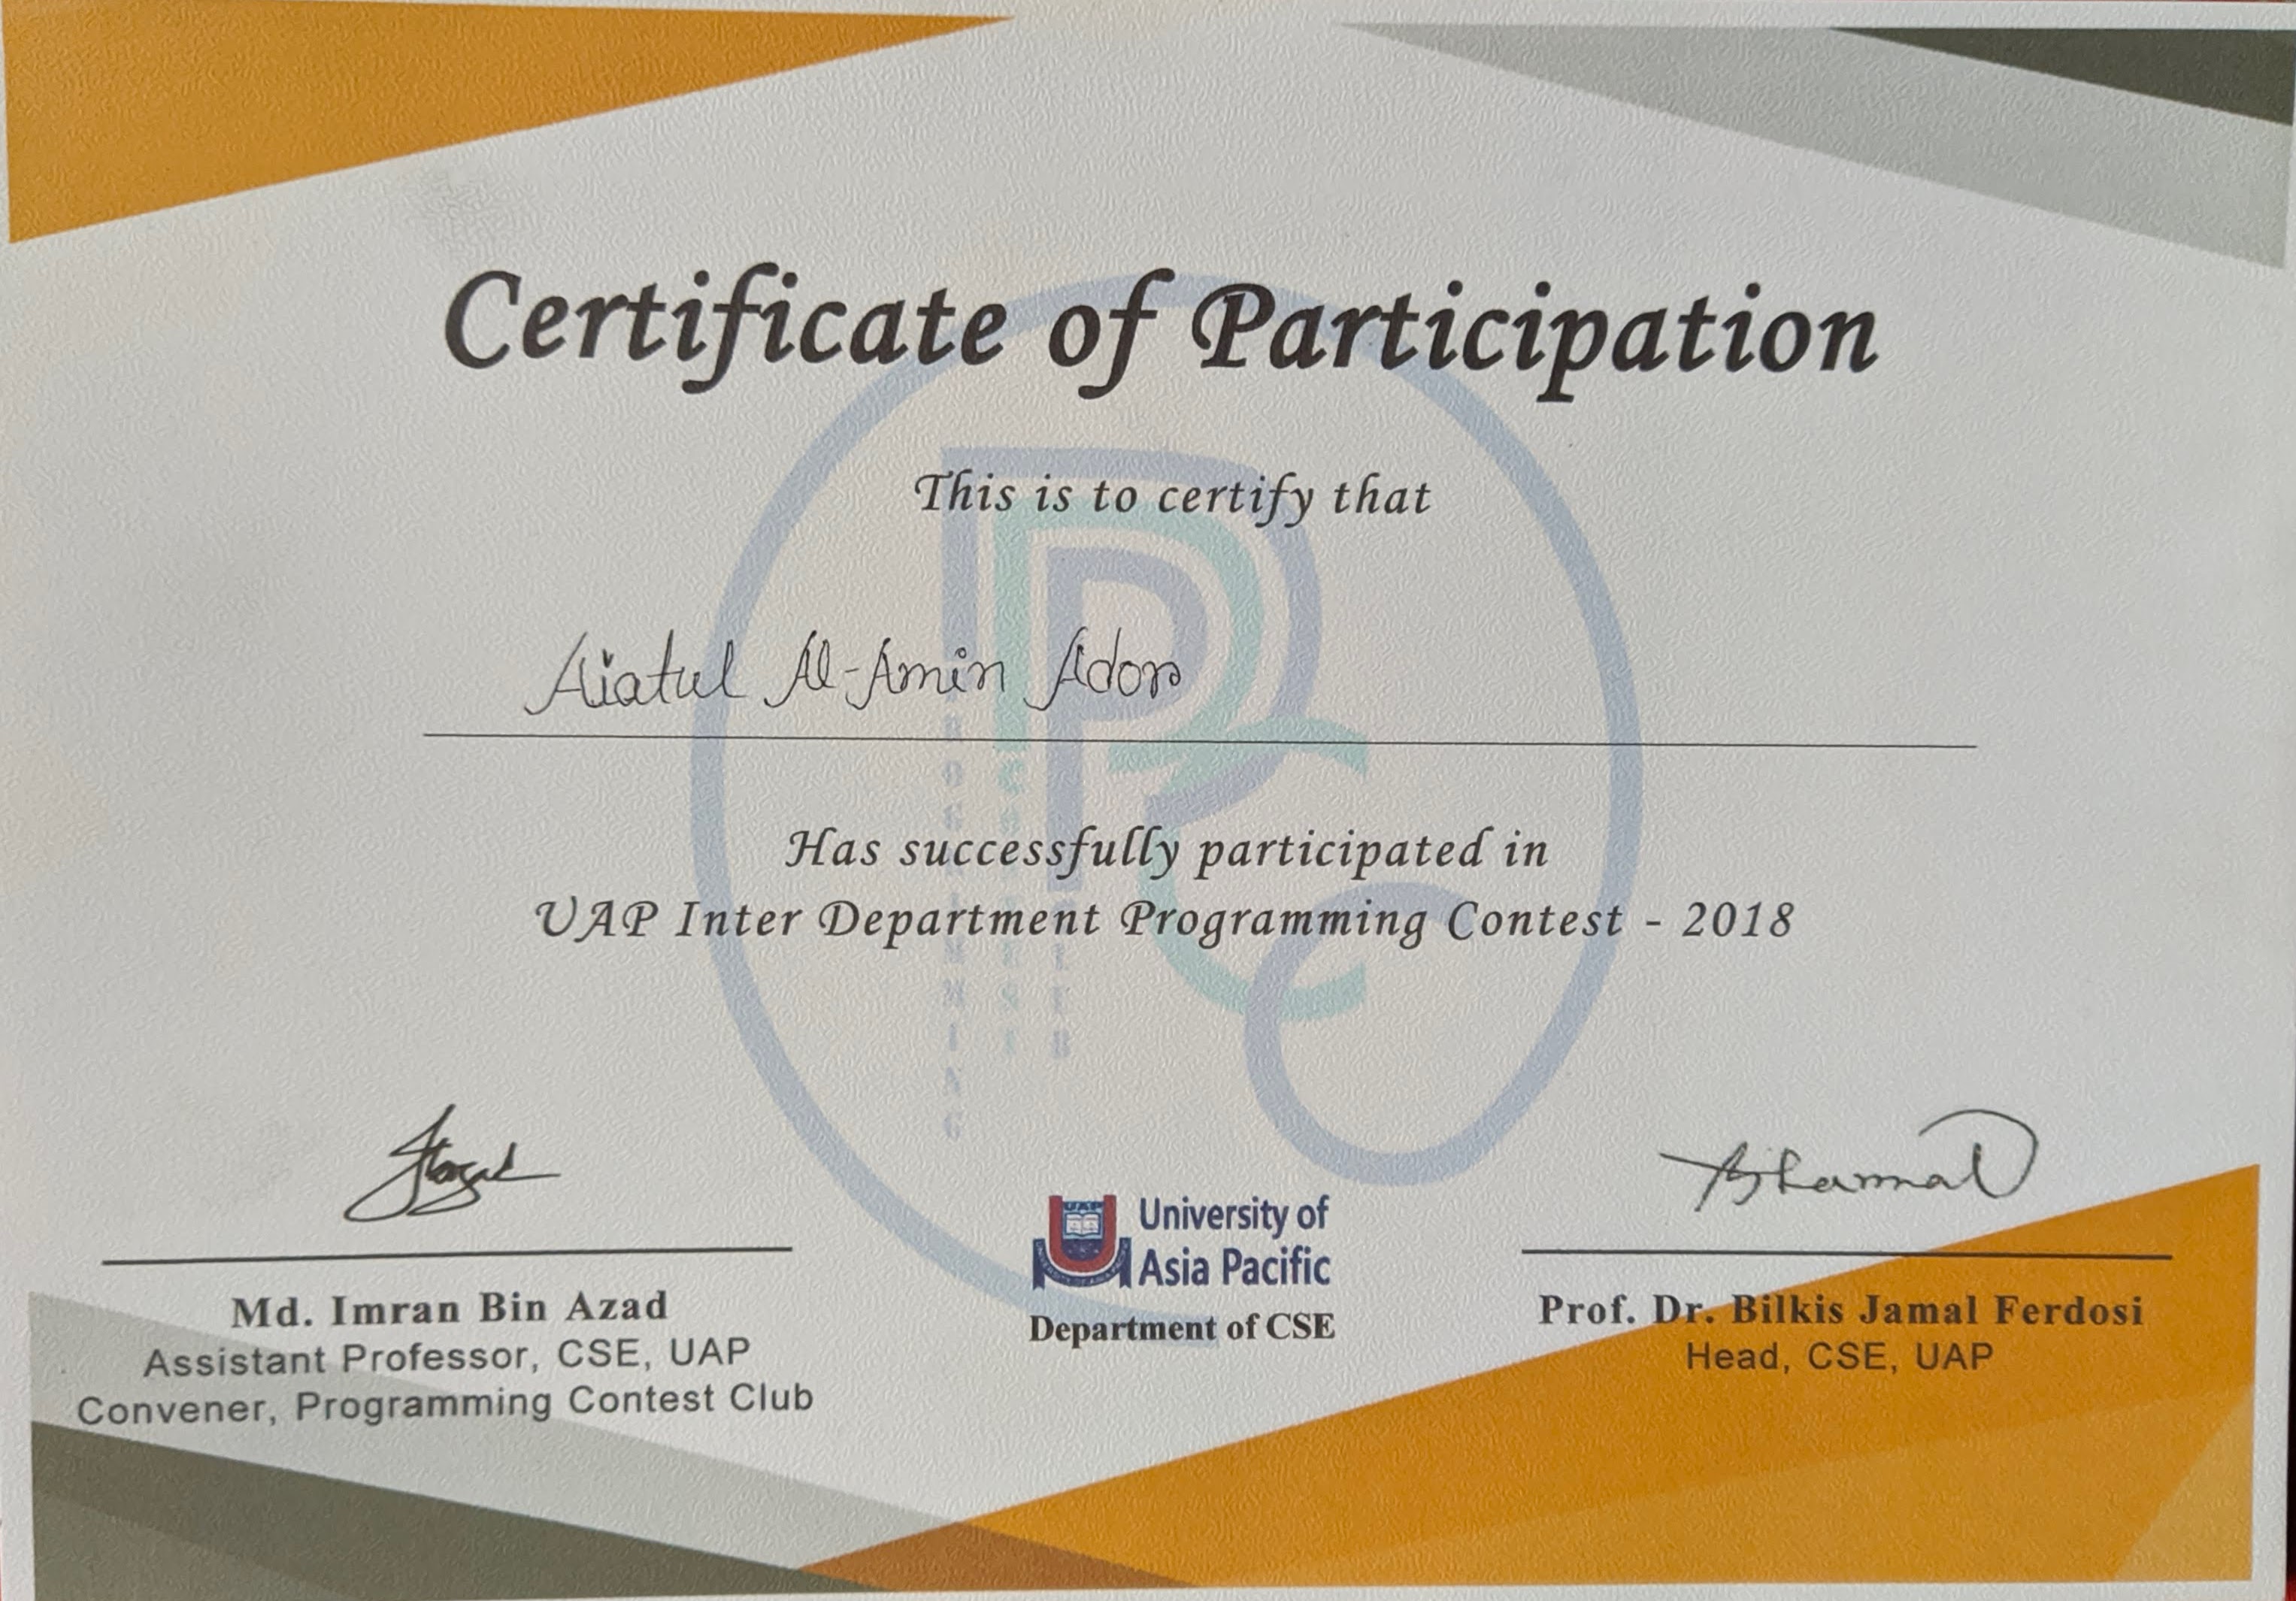 Certificate of Participation
This is to certify that
Aiatul Al-Amin Adon
Has successfully participated in
UAP Inter Department Programming Contest - 2018
Md. Imran Bin Azad
Assistant Professor, CSE, UAP
Convener, Programming Contest Club
UAP
University of
Asia Pacific
Department of CSE
Prof. Dr. Bilkis Jamal Ferdosi
Head, CSE, UAP